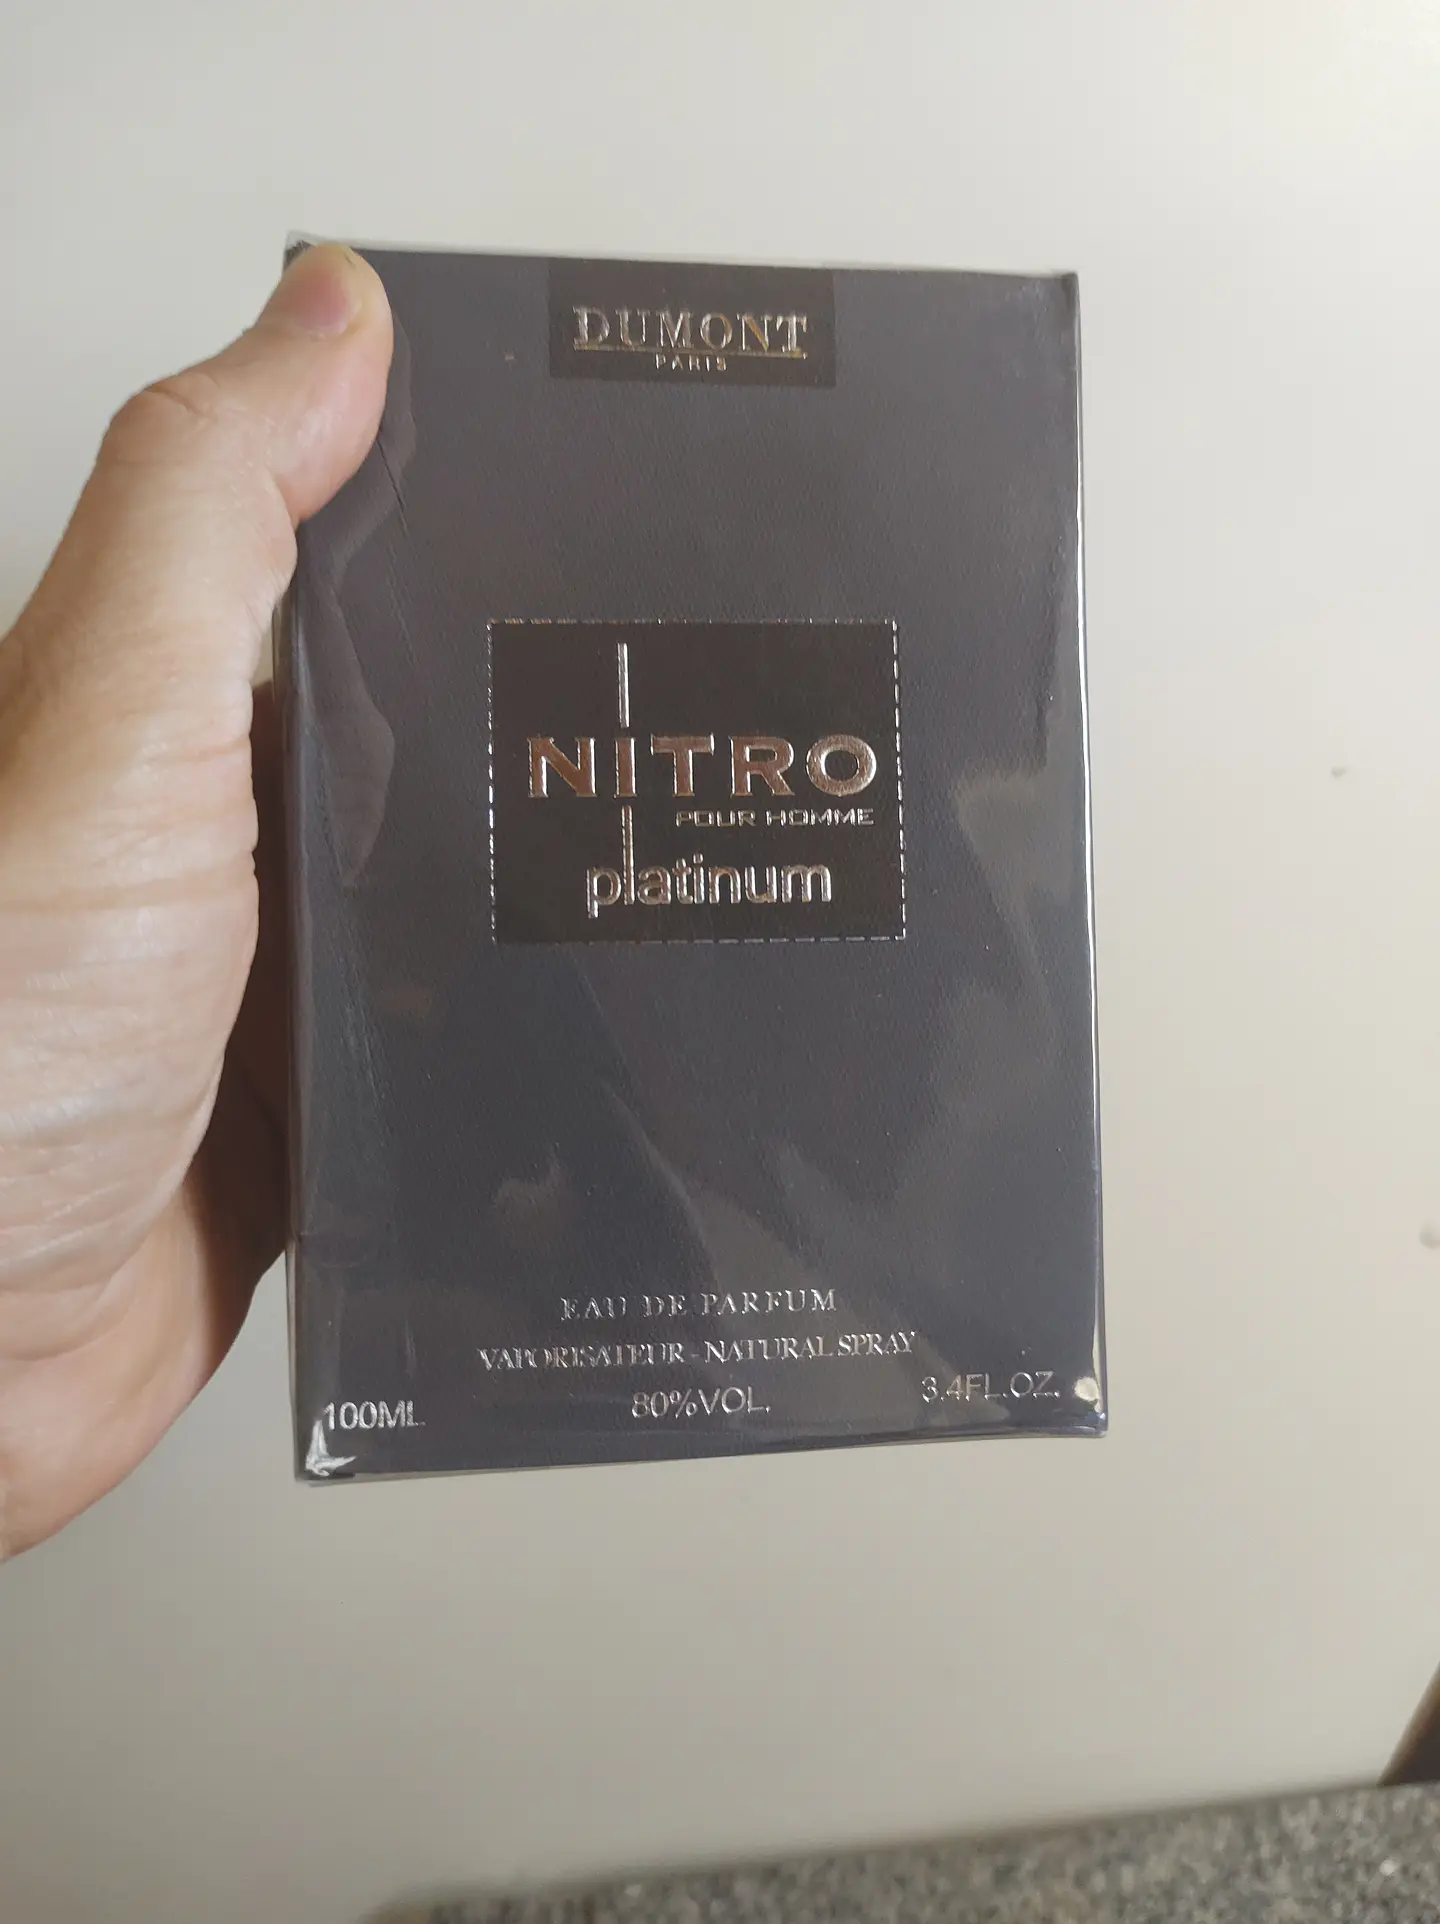 DUMONT
PARIS
NITRO
POUR HOMME
platinum
EAU DE PARFUM
VAPORISATEUR - NATURAL SPRAY
100ML 80%VOL. 3.4FL.OZ.